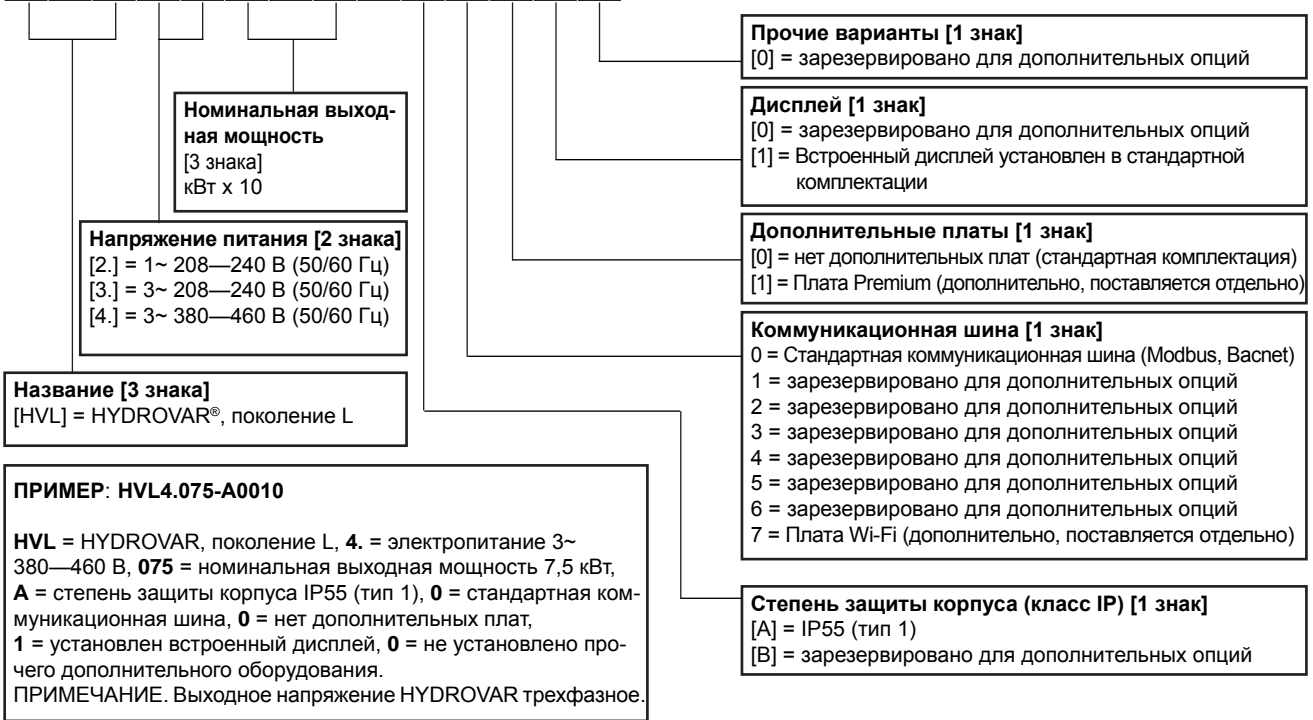 Номинальная выход-
ная мощность
[3 знака]
кВт x 10
Напряжение питания [2 знака]
[2.] = 1~ 208—240 В (50/60 Гц)
[3.] = 3~ 208—240 В (50/60 Гц)
[4.] = 3~ 380—460 В (50/60 Гц)
Название [3 знака]
[HVL] = HYDROVAR®, поколение L
ПРИМЕР: HVL4.075-A0010
HVL = HYDROVAR, поколение L, 4. = электропитание 3~
380—460 В, 075 = номинальная выходная мощность 7,5 кВт,
A = степень защиты корпуса IP55 (тип 1), 0 = стандартная ком-
муникационная шина, 0 = нет дополнительных плат,
1 = установлен встроенный дисплей, 0 = не установлено про-
чего дополнительного оборудования.
ПРИМЕЧАНИЕ. Выходное напряжение HYDROVAR трехфазное.
Прочие варианты [1 знак]
[0] = зарезервировано для дополнительных опций
Дисплей [1 знак]
[0] = зарезервировано для дополнительных опций
[1] = Встроенный дисплей установлен в стандартной
комплектации
Дополнительные платы [1 знак]
[0] = нет дополнительных плат (стандартная комплектация)
[1] = Плата Premium (дополнительно, поставляется отдельно)
Коммуникационная шина [1 знак]
0 = Стандартная коммуникационная шина (Modbus, Bacnet)
1 = зарезервировано для дополнительных опций
2 = зарезервировано для дополнительных опций
3 = зарезервировано для дополнительных опций
4 = зарезервировано для дополнительных опций
5 = зарезервировано для дополнительных опций
6 = зарезервировано для дополнительных опций
7 = Плата Wi-Fi (дополнительно, поставляется отдельно)
Степень защиты корпуса (класс IP) [1 знак]
[A] = IP55 (тип 1)
[B] = зарезервировано для дополнительных опций